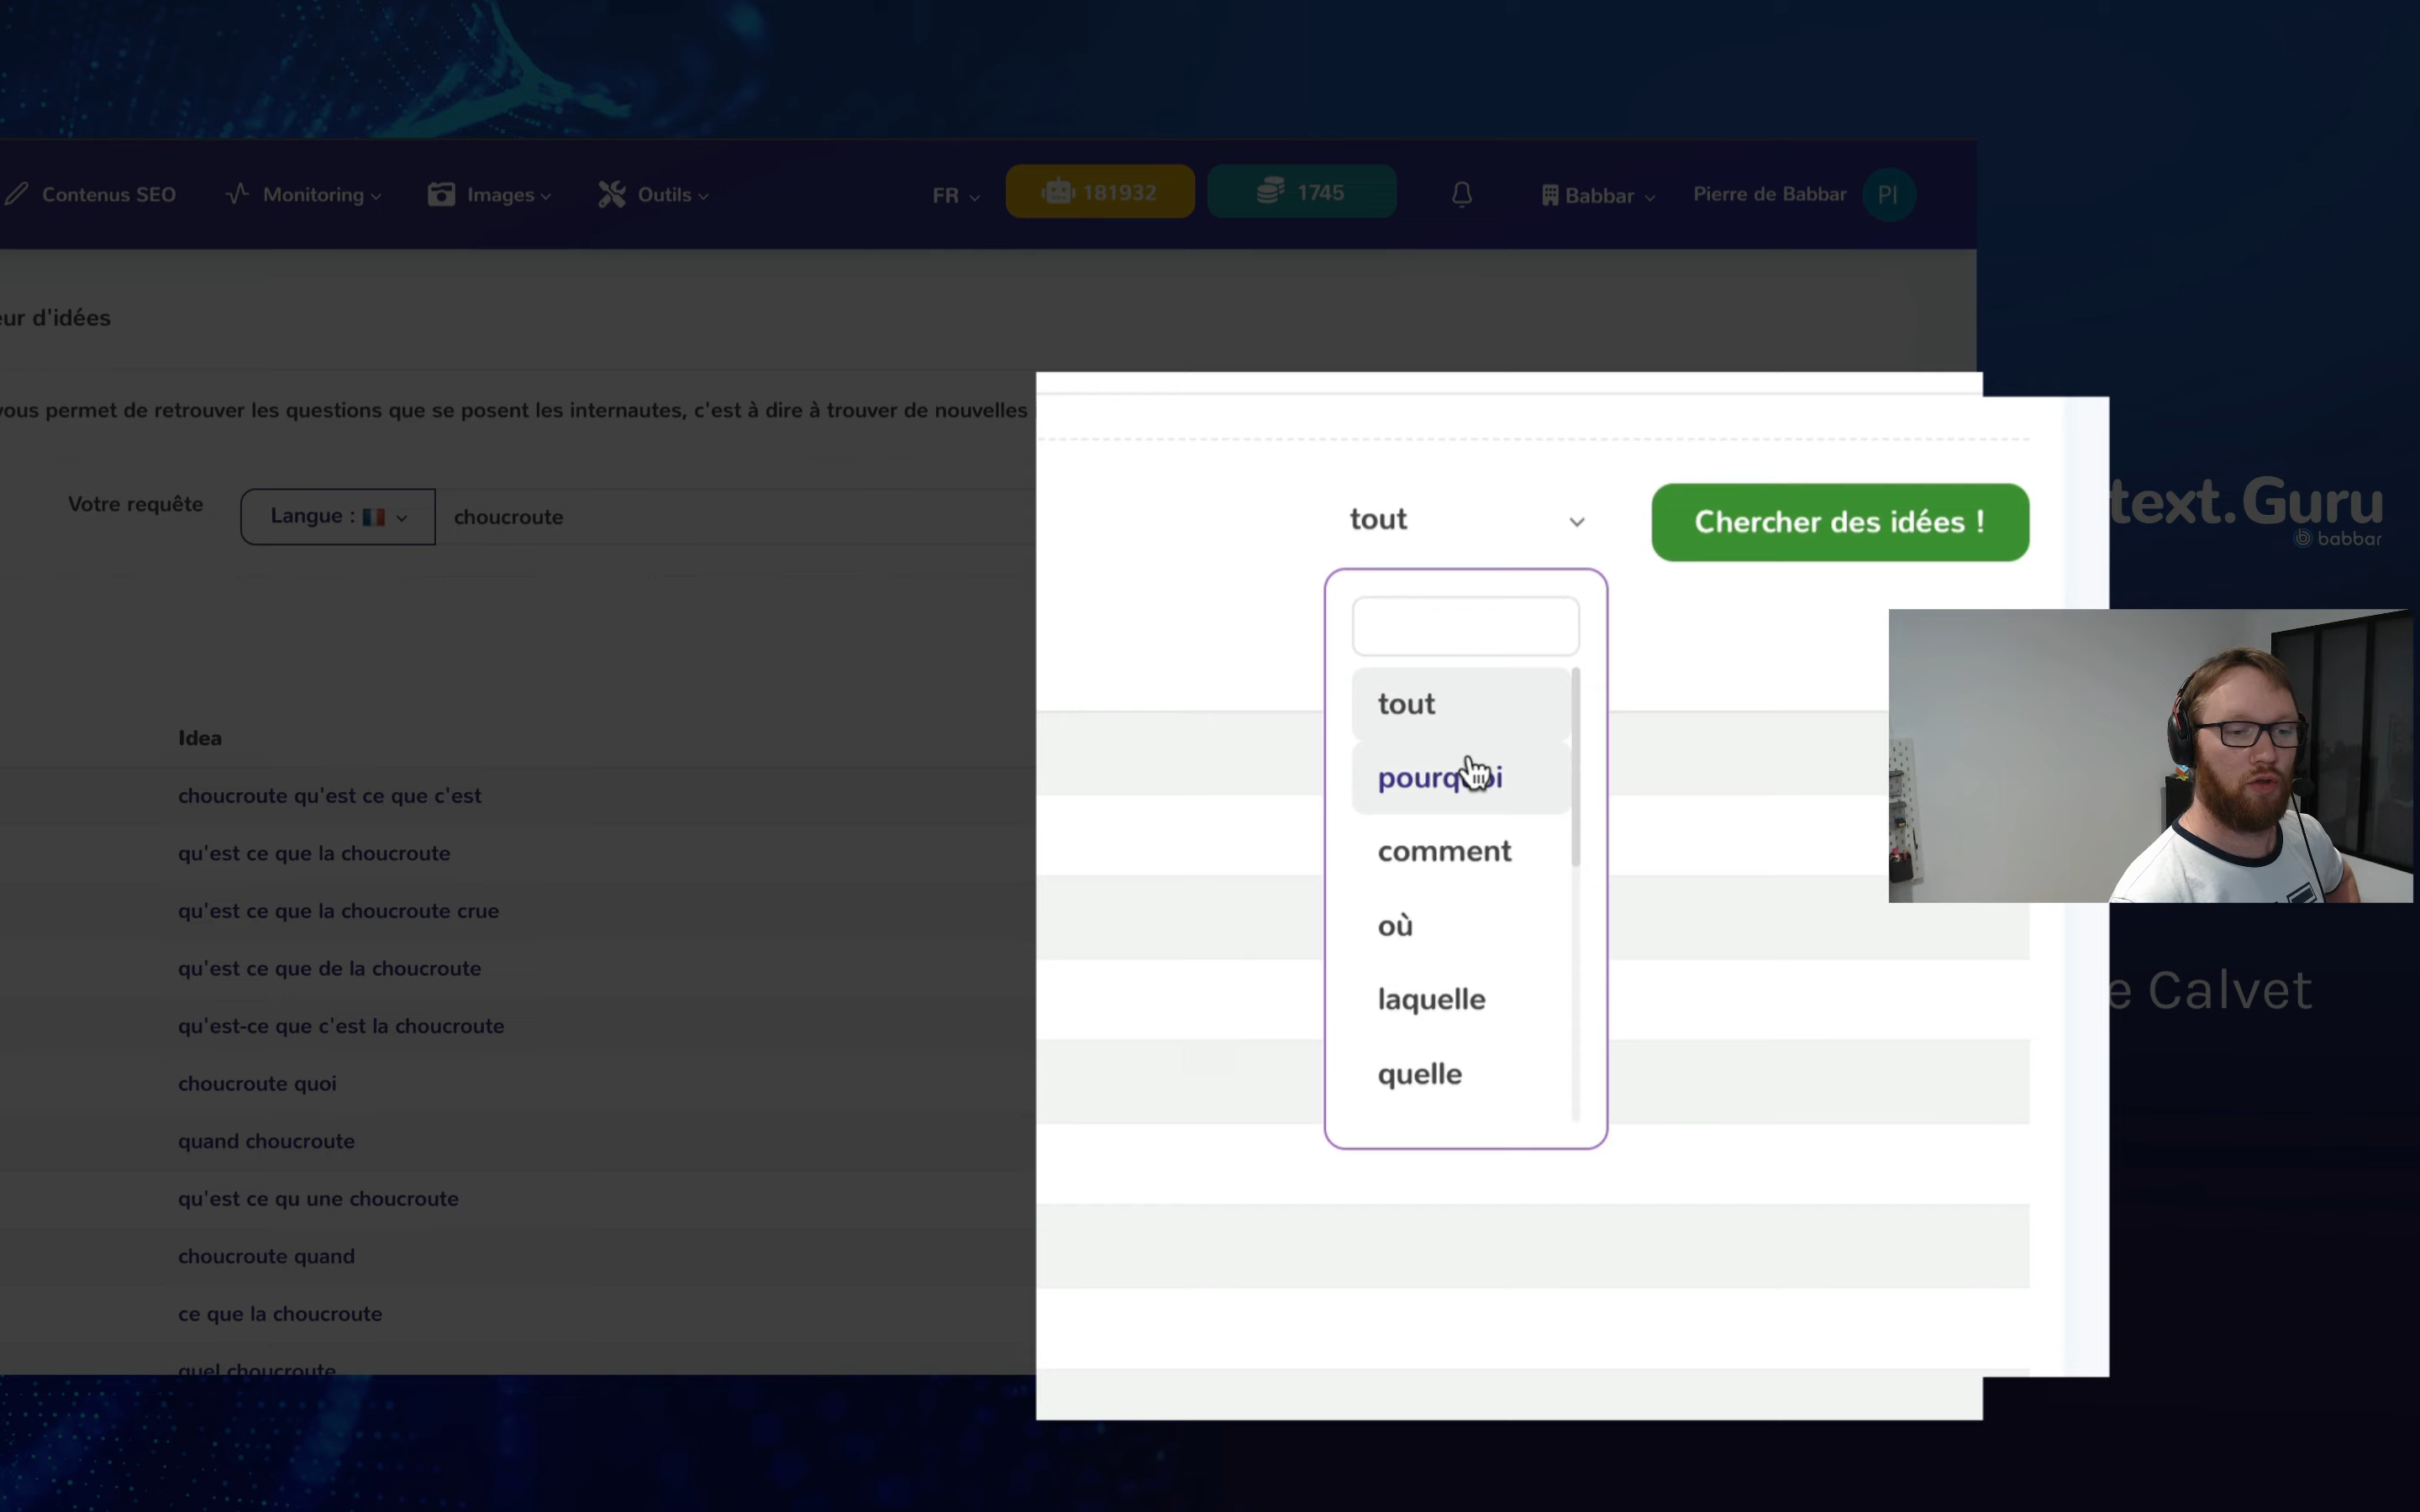 Contenus SEO
Monitoring
Images
Outils
FR
181932
1745
Babbar
Pierre de Babbar
PI
eur d'idées
vous permet de retrouver les questions que se posent les internautes, c'est à dire à trouver de nouvelles
Votre requête
Langue :
choucroute
tout
Chercher des idées !
text.Guru
babbar
tout
pourquoi
comment
où
laquelle
quelle
Idea
choucroute qu'est ce que c'est
qu'est ce que la choucroute
qu'est ce que la choucroute crue
qu'est ce que de la choucroute
qu'est-ce que c'est la choucroute
choucroute quoi
quand choucroute
qu'est ce qu une choucroute
choucroute quand
ce que la choucroute
quel choucroute
e Calvet